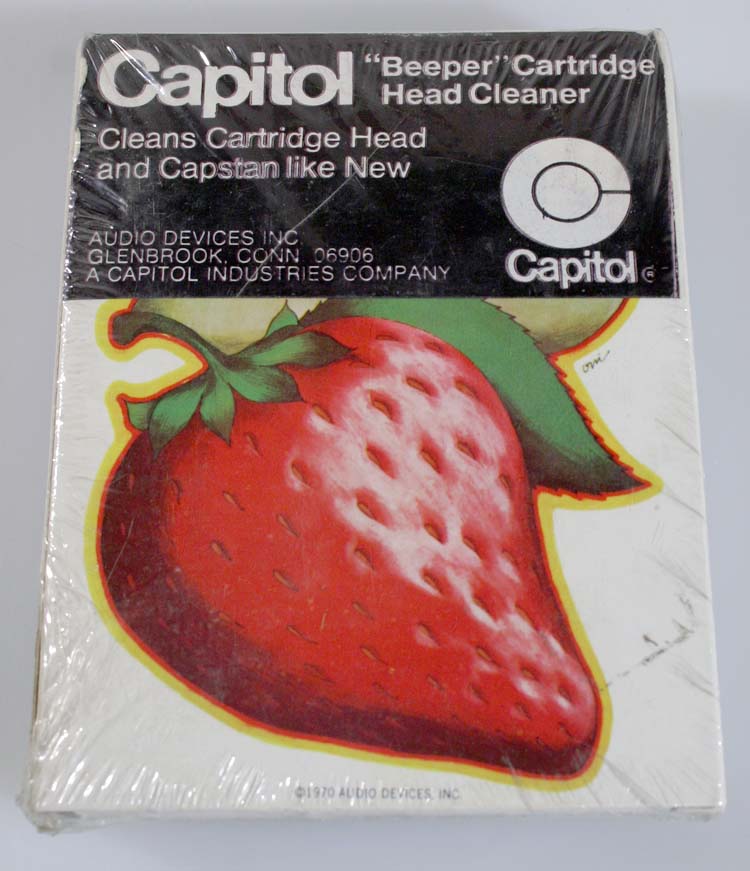 Capitol "Beeper" Cartridge
Head Cleaner
Cleans Cartridge Head
and Capstan like New
AUDIO DEVICES INC.
GLENBROOK, CONN 06906
A CAPITOL INDUSTRIES COMPANY
Capitol ®
©1970 AUDIO DEVICES, INC.